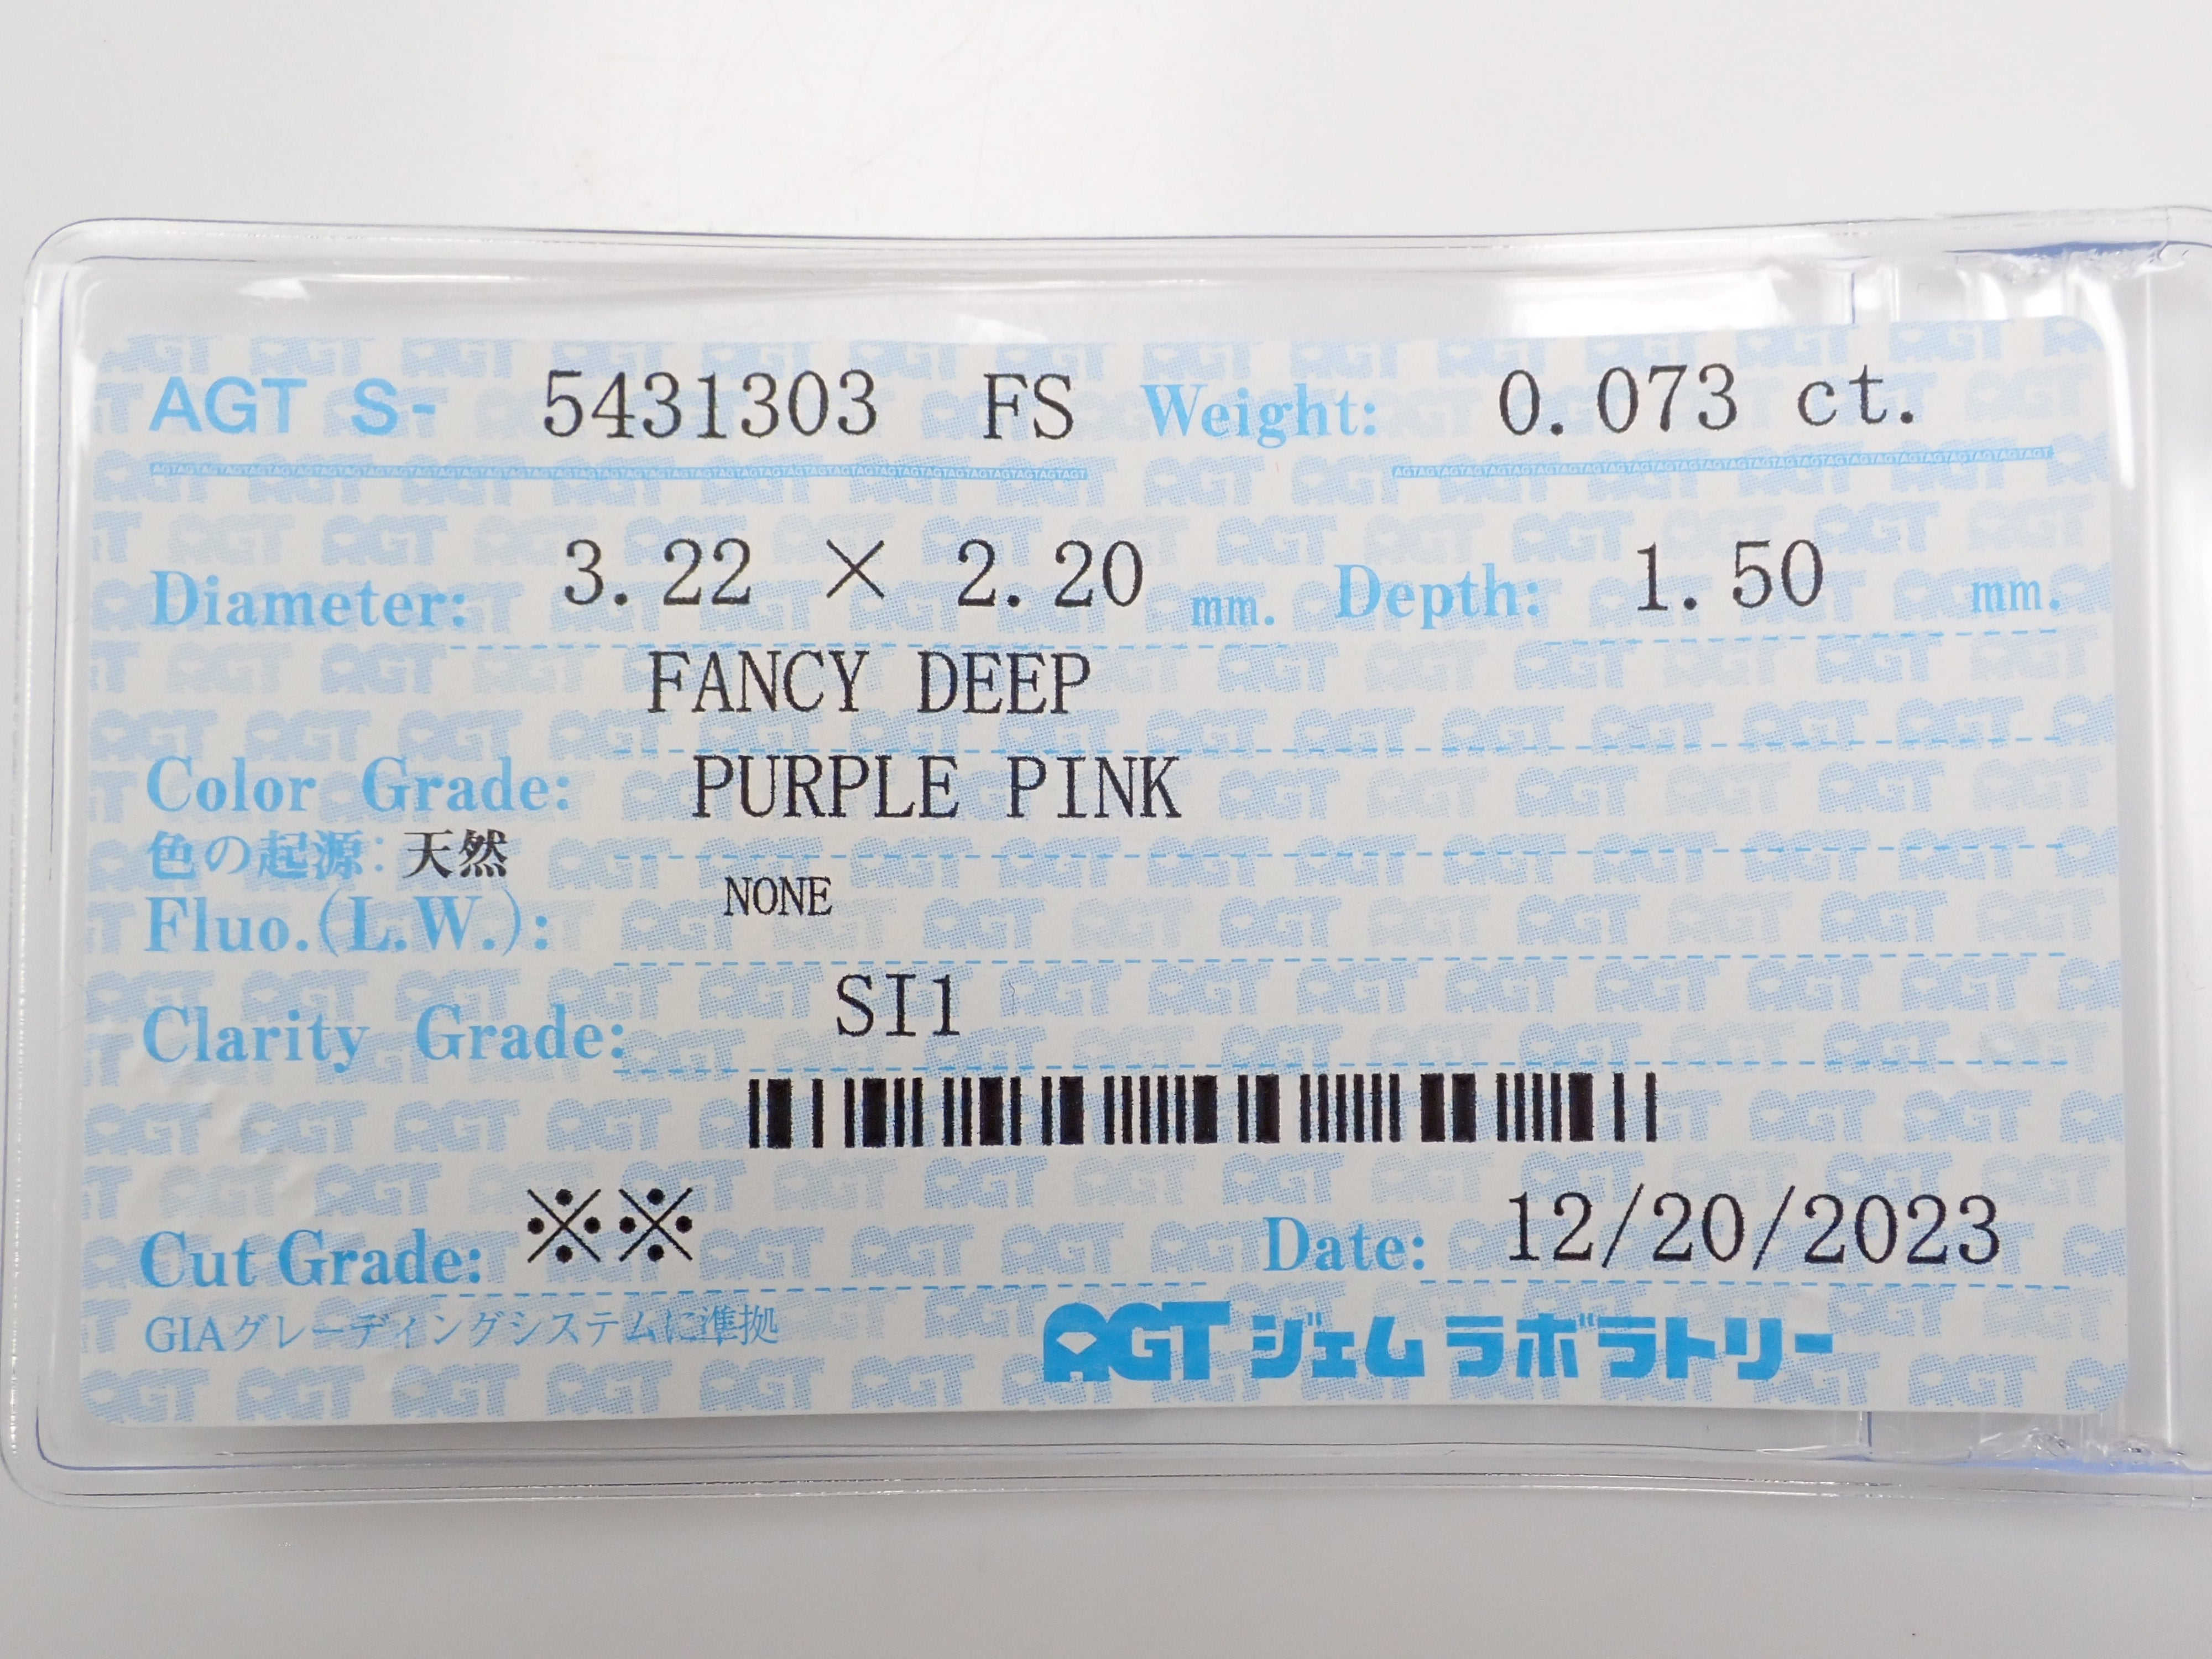 AGT S- 5431303 FS Weight: 0.073 ct.
Diameter: 3.22 × 2.20 mm. Depth: 1.50 mm.
FANCY DEEP
Color Grade: PURPLE PINK
色の起源: 天然
Fluo.(L.W.): NONE
Clarity Grade: SI1
Cut Grade: ※※ Date: 12/20/2023
GIAグレーディングシステムに準拠
AGT ジェム ラボラトリー